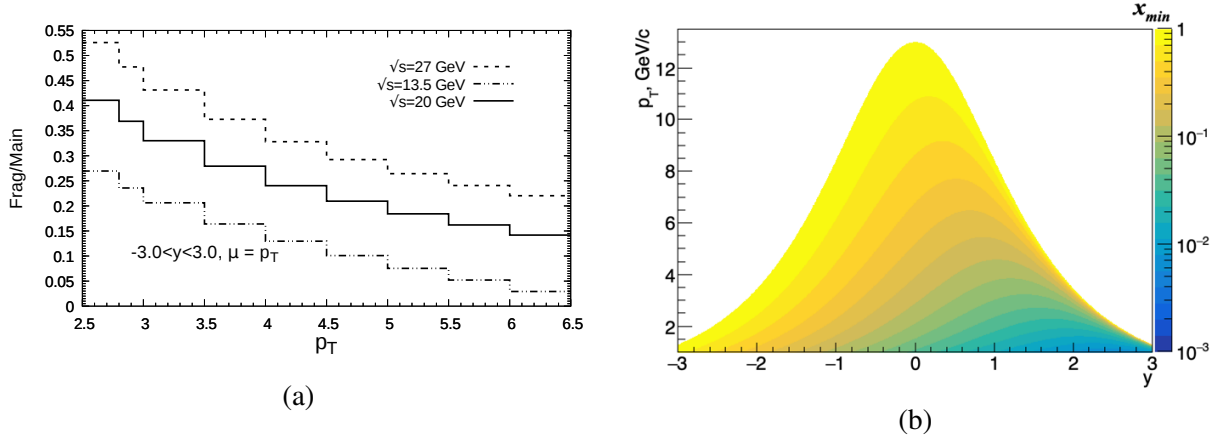 0.55
0.5
0.45
0.4
0.35
0.3
0.25
0.2
0.15
0.1
0.05
0
Frag/Main
√s=27 GeV
√s=13.5 GeV
√s=20 GeV
-3.0<y<3.0, μ = p_T
2.5 3 3.5 4 4.5 5 5.5 6 6.5
p_T
(a)
x_min
p_T, GeV/c
12
10
8
6
4
2
−3 −2 −1 0 1 2 3
y
1
10⁻¹
10⁻²
10⁻³
(b)